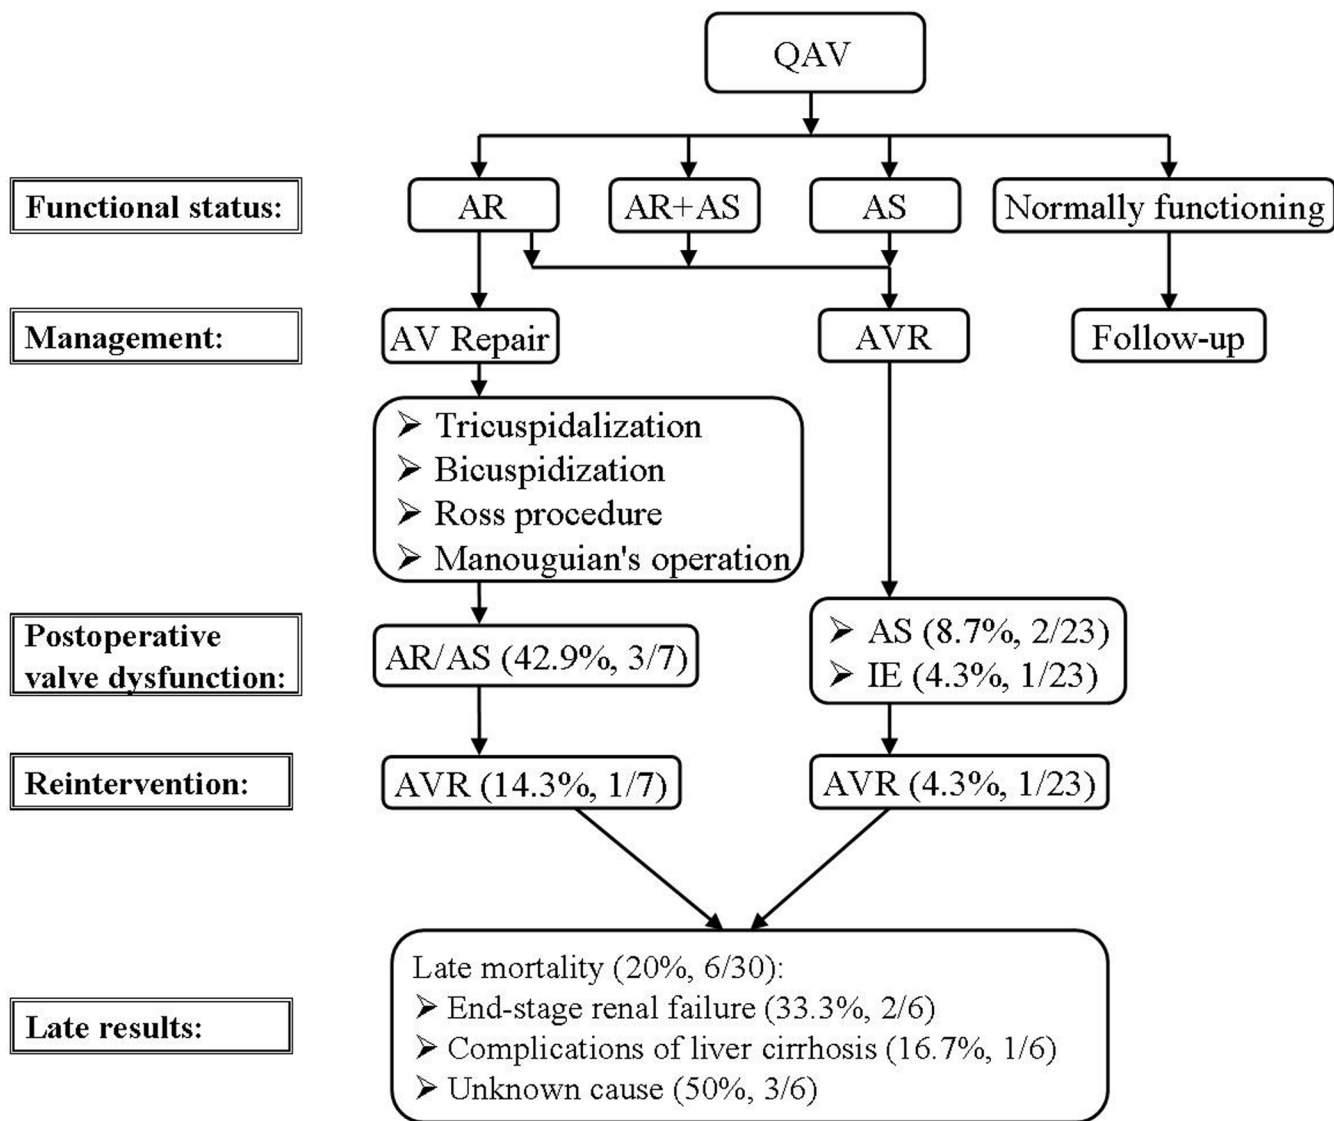 QAV
Functional status:
AR
AR+AS
AS
Normally functioning
Management:
AV Repair
AVR
Follow-up
➢ Tricuspidalization
➢ Bicuspidization
➢ Ross procedure
➢ Manouguian's operation
Postoperative
valve dysfunction:
AR/AS (42.9%, 3/7)
➢ AS (8.7%, 2/23)
➢ IE (4.3%, 1/23)
Reintervention:
AVR (14.3%, 1/7)
AVR (4.3%, 1/23)
Late results:
Late mortality (20%, 6/30):
➢ End-stage renal failure (33.3%, 2/6)
➢ Complications of liver cirrhosis (16.7%, 1/6)
➢ Unknown cause (50%, 3/6)